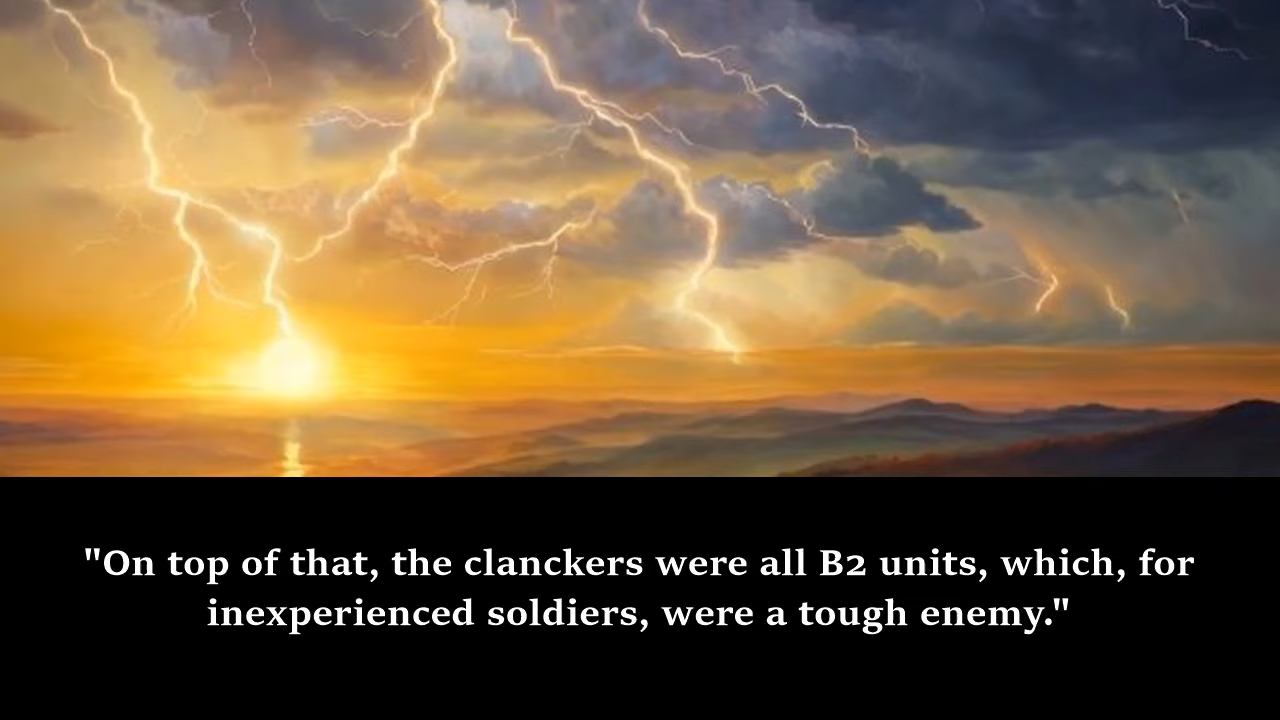 "On top of that, the clanckers were all B2 units, which, for
inexperienced soldiers, were a tough enemy."